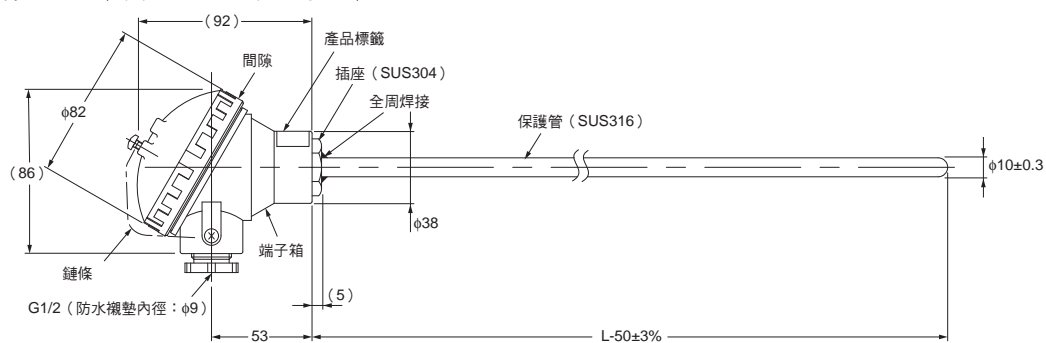 (92)
產品標籤
間隙
插座（SUS304）
φ82
全周焊接
保護管（SUS316）
(86)
φ10±0.3
φ38
端子箱
鏈條
(5)
G1/2（防水襯墊內徑：φ9）
53
L-50±3%